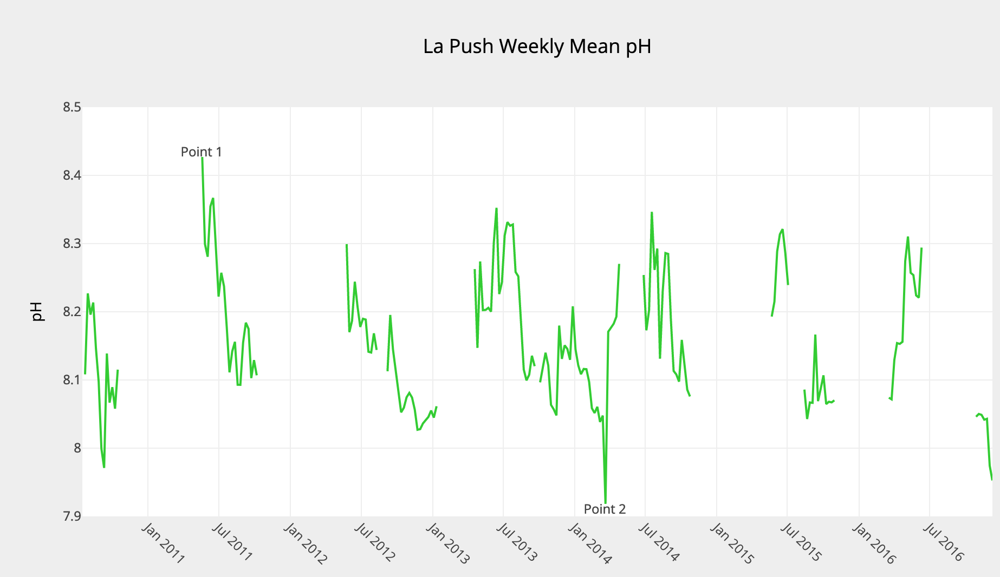 La Push Weekly Mean pH
8.5
Point 1
8.4
8.3
8.2
pH
8.1
8
Point 2
7.9
Jan 2011
Jul 2011
Jan 2012
Jul 2012
Jan 2013
Jul 2013
Jan 2014
Jul 2014
Jan 2015
Jul 2015
Jan 2016
Jul 2016